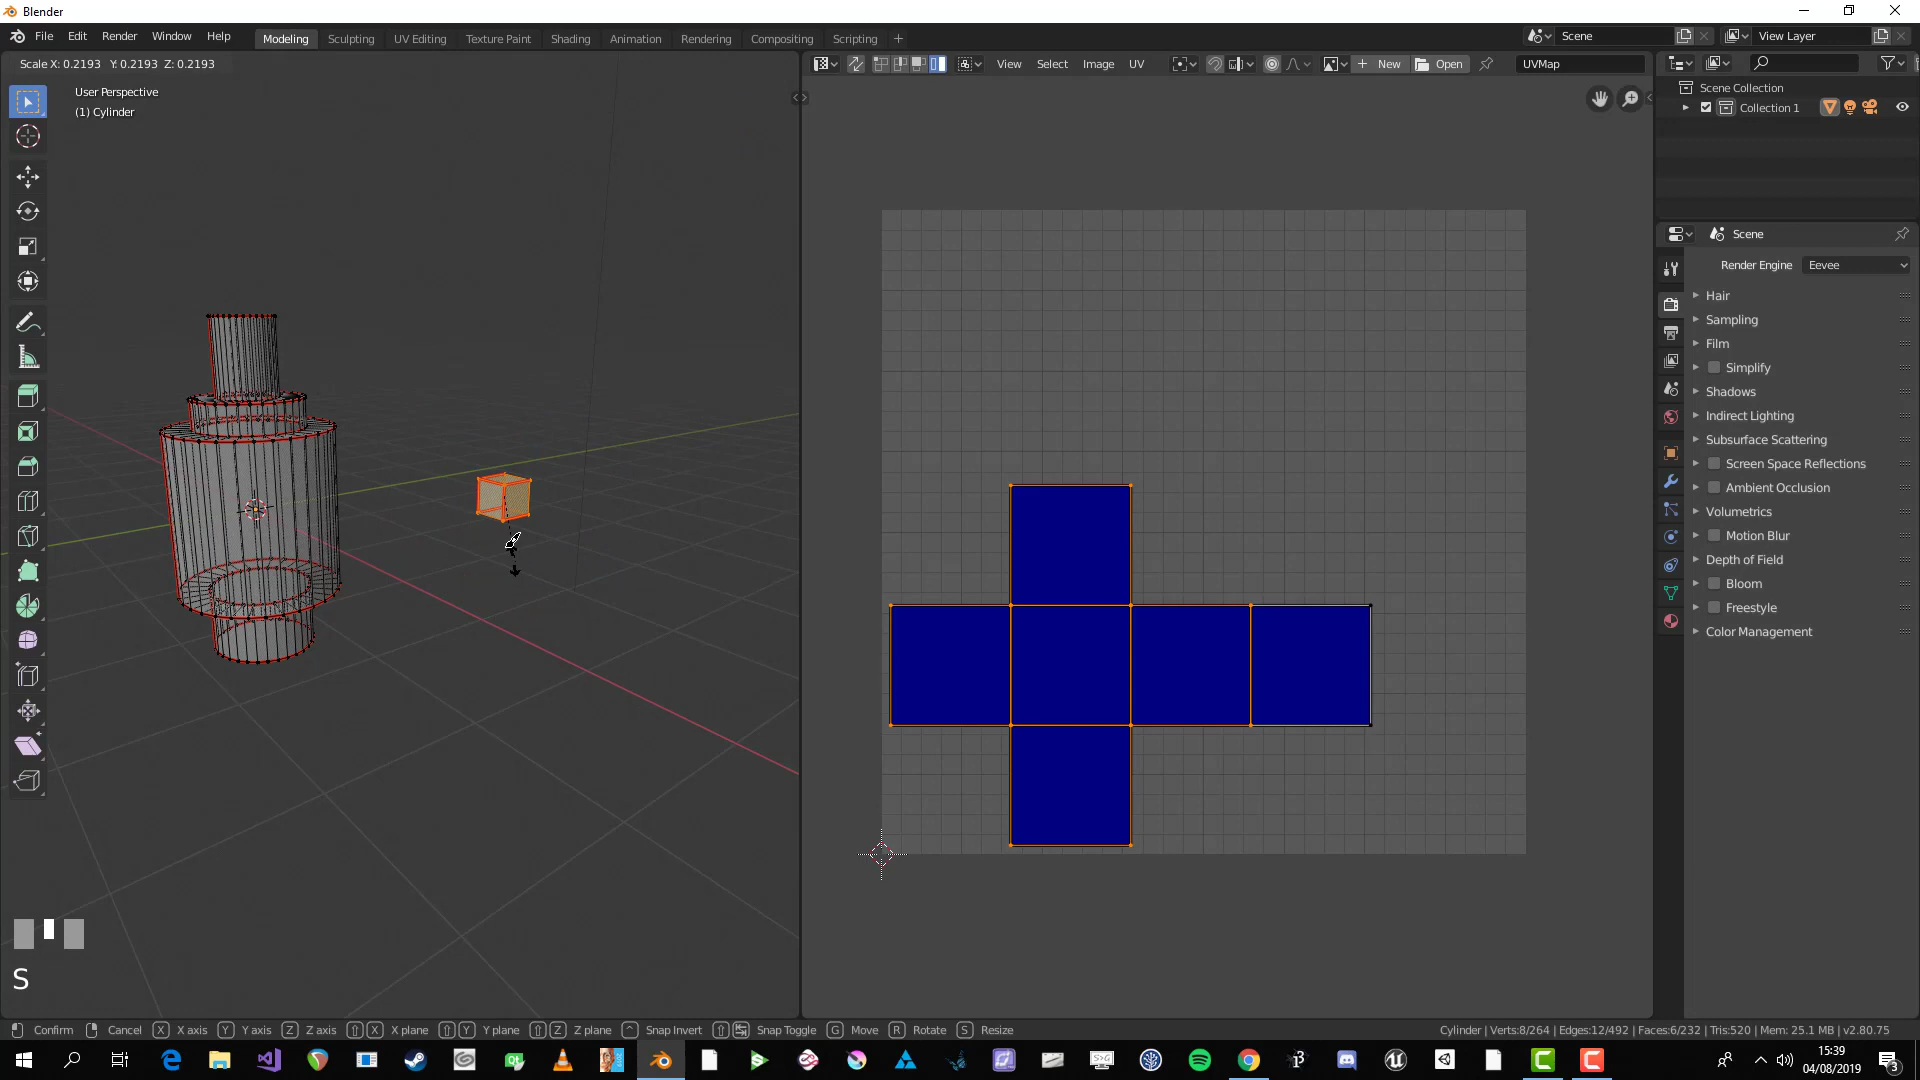 Blender
File Edit Render Window Help
Modeling Sculpting UV Editing Texture Paint Shading Animation Rendering Compositing Scripting +
Scene View Layer
Scale X: 0.2193 Y: 0.2193 Z: 0.2193
View Select Image UV
+ New Open
UVMap
User Perspective
(1) Cylinder
Scene Collection
Collection 1
Scene
Render Engine Eevee
Hair
Sampling
Film
Simplify
Shadows
Indirect Lighting
Subsurface Scattering
Screen Space Reflections
Ambient Occlusion
Volumetrics
Motion Blur
Depth of Field
Bloom
Freestyle
Color Management
S
Confirm Cancel X X axis Y Y axis Z Z axis X X plane Y Y plane Z Z plane ^ Snap Invert Snap Toggle G Move R Rotate S Resize
Cylinder | Verts:8/264 | Edges:12/492 | Faces:6/232 | Tris:520 | Mem: 25.1 MB | v2.80.75
15:39
04/08/2019
3